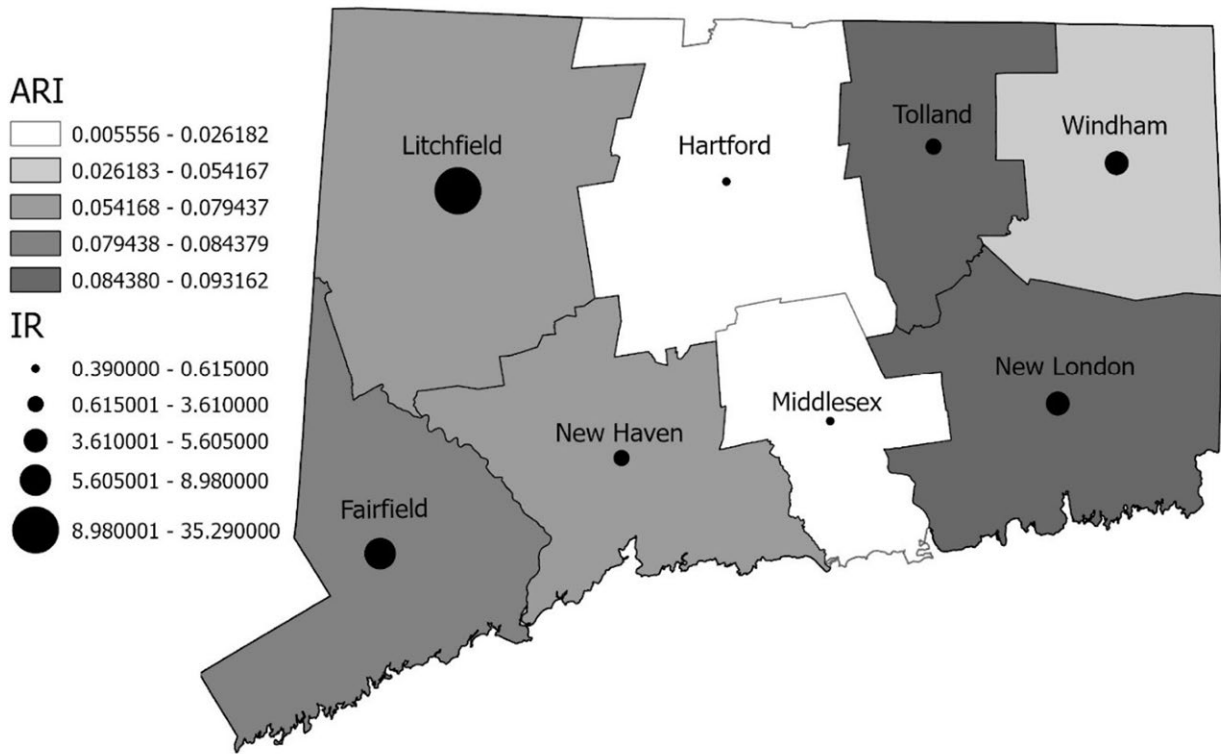 ARI
0.005556 - 0.026182
0.026183 - 0.054167
0.054168 - 0.079437
0.079438 - 0.084379
0.084380 - 0.093162
IR
0.390000 - 0.615000
0.615001 - 3.610000
3.610001 - 5.605000
5.605001 - 8.980000
8.980001 - 35.290000
Litchfield
Hartford
Tolland
Windham
New London
Middlesex
New Haven
Fairfield